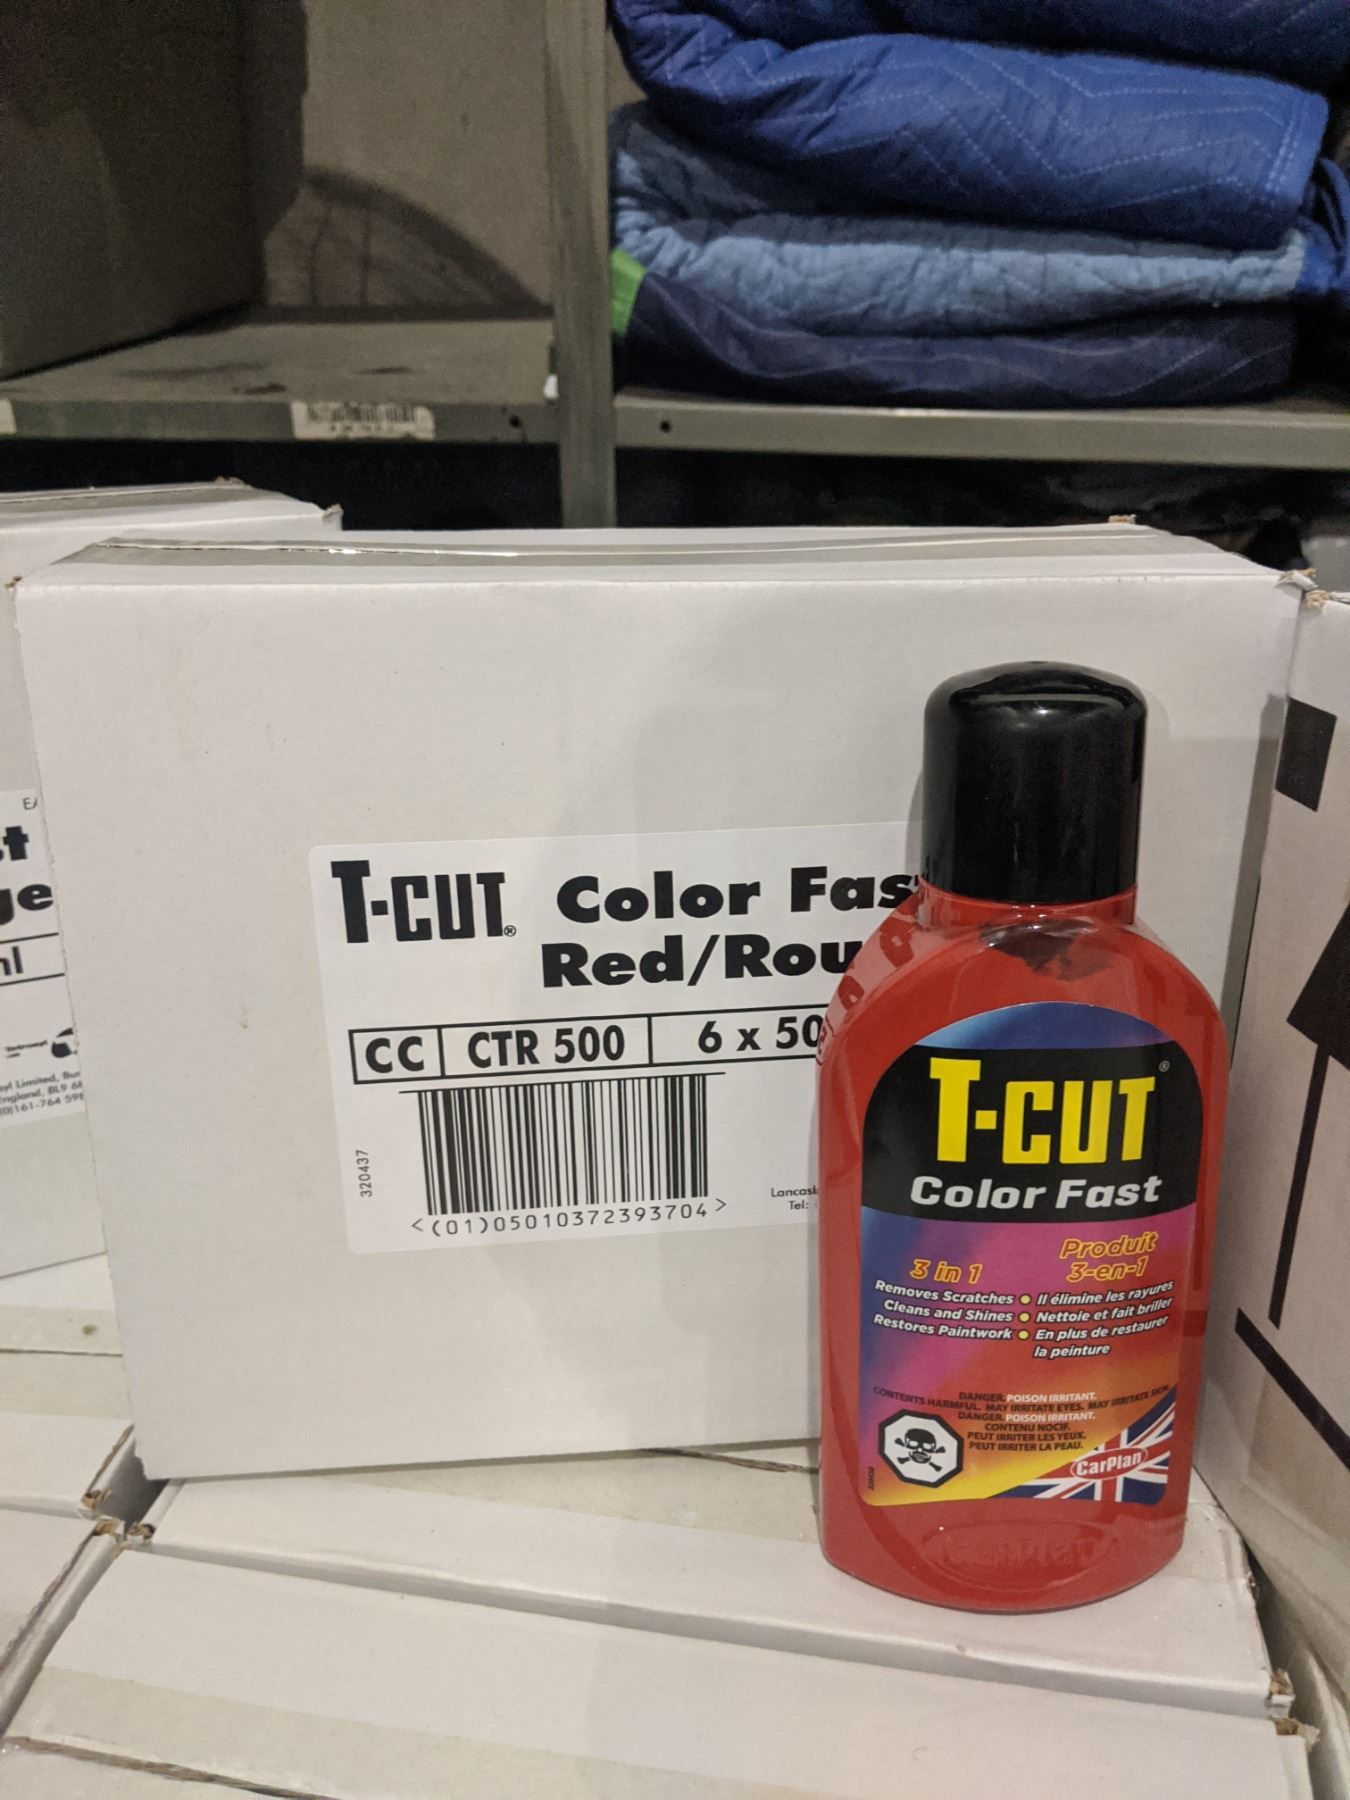 T-CUT® Color Fas
Red/Rou
CC CTR 500 6 x 50
320437
<(01)05010372393704>
Tel:
ge
ml
T-CUT®
Color Fast
3 in 1
Removes Scratches
Cleans and Shines
Restores Paintwork
Produit
3-en-1
Il élimine les rayures
Nettoie et fait briller
En plus de restaurer
la peinture
DANGER. POISON IRRITANT.
CONTENTS HARMFUL. MAY IRRITATE EYES. MAY IRRITATE SKIN.
DANGER. POISON IRRITANT.
CONTENU NOCIF.
PEUT IRRITER LES YEUX.
PEUT IRRITER LA PEAU.
CarPlan